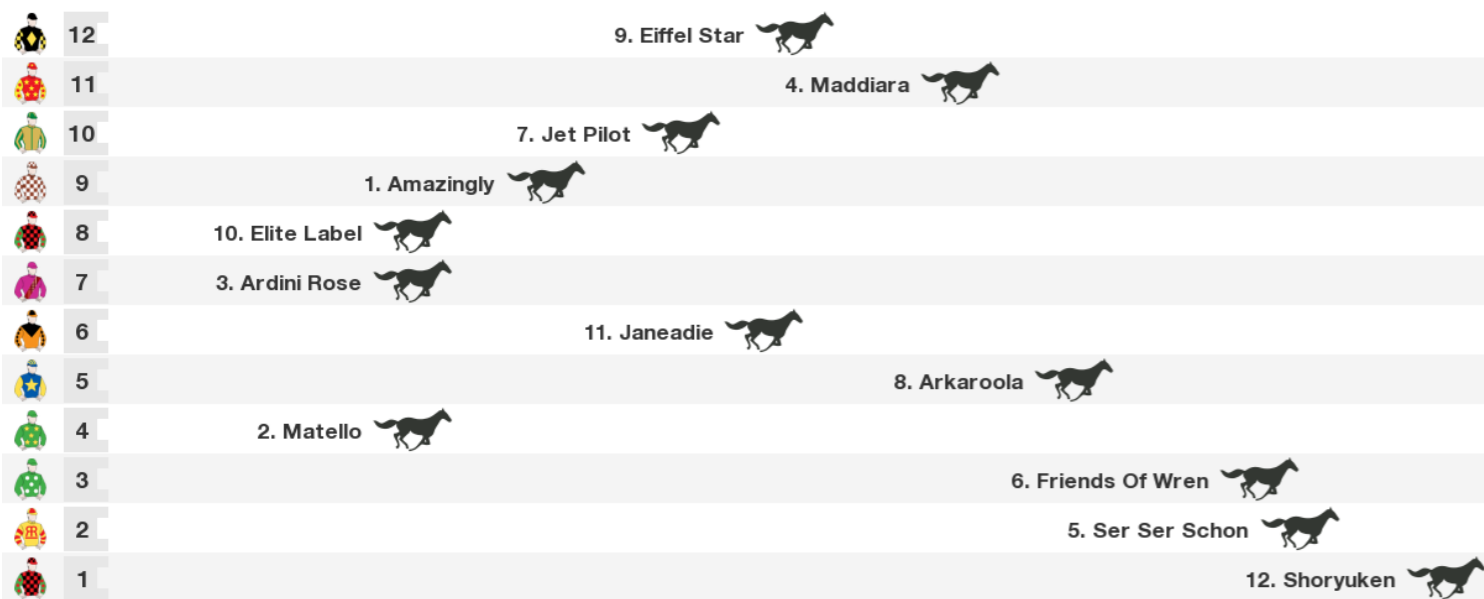 12 9. Eiffel Star
11 4. Maddiara
10 7. Jet Pilot
9 1. Amazingly
8 10. Elite Label
7 3. Ardini Rose
6 11. Janeadie
5 8. Arkaroola
4 2. Matello
3 6. Friends Of Wren
RR
2 5. Ser Ser Schon
1 12. Shoryuken